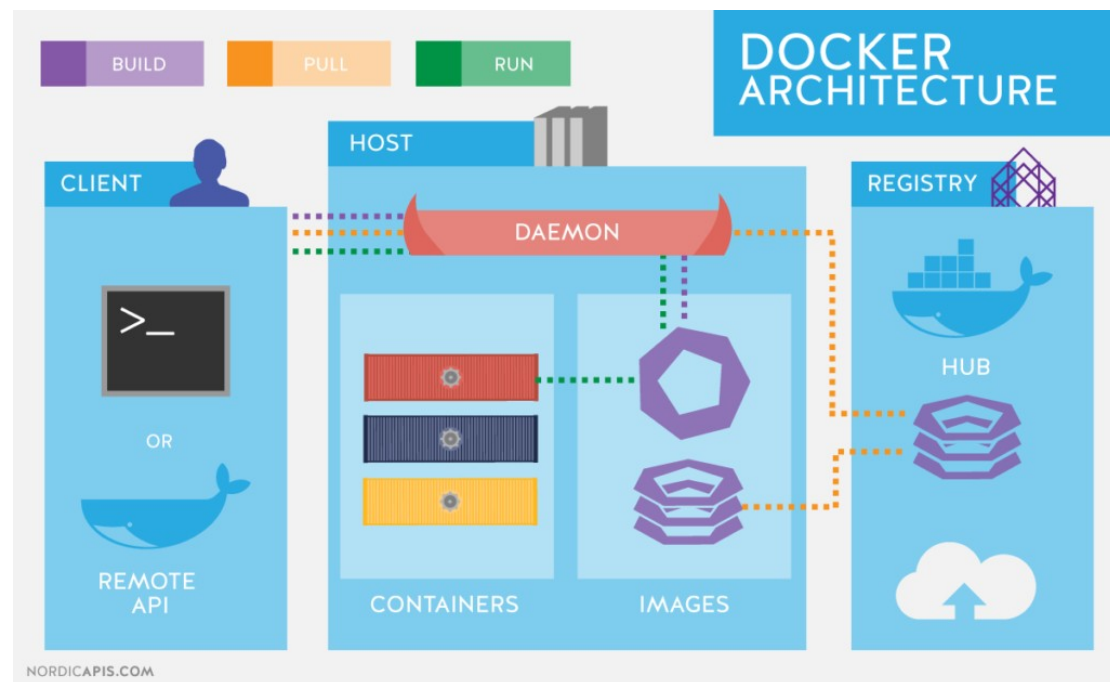 BUILD
PULL
RUN
DOCKER
ARCHITECTURE
CLIENT
HOST
REGISTRY
DAEMON
>_
OR
REMOTE
API
CONTAINERS
IMAGES
HUB
NORDICAPIS.COM